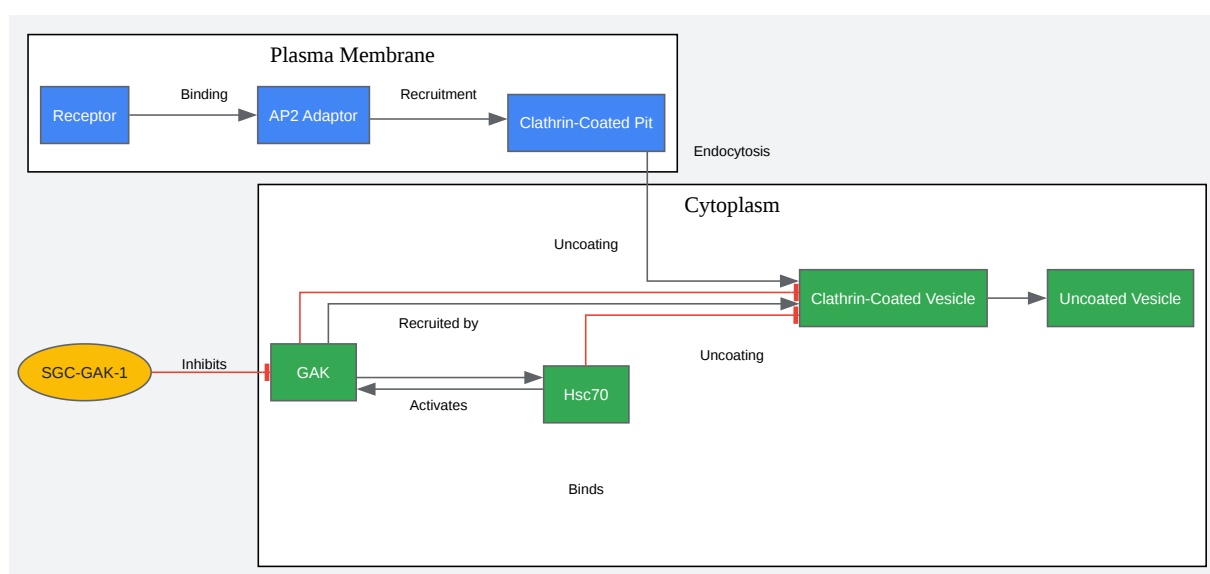 Plasma Membrane
Receptor
Binding
AP2 Adaptor
Recruitment
Clathrin-Coated Pit
Endocytosis
Cytoplasm
Uncoating
Clathrin-Coated Vesicle
Uncoated Vesicle
Recruited by
Uncoating
SGC-GAK-1
Inhibits
GAK
Activates
Hsc70
Binds